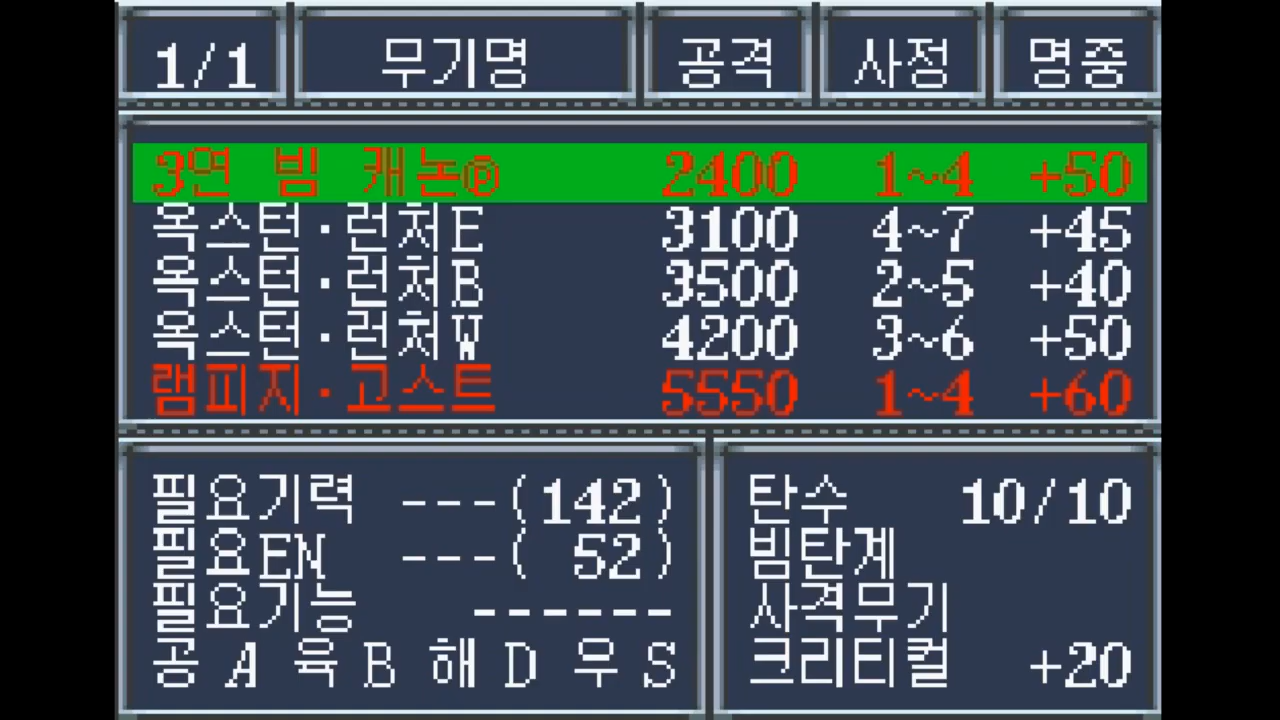 1/1 무기명 공격 사정 명중
3연 빔 캐논Ⓟ 2400 1~4 +50
옥스턴·런처E 3100 4~7 +45
옥스턴·런처B 3500 2~5 +40
옥스턴·런처W 4200 3~6 +50
램피지·고스트 5550 1~4 +60
필요기력 ---(142)
필요EN ---( 52)
필요기능 ------
공 A 육 B 해 D 우 S
탄수 10/10
빔탄계
사격무기
크리티컬 +20